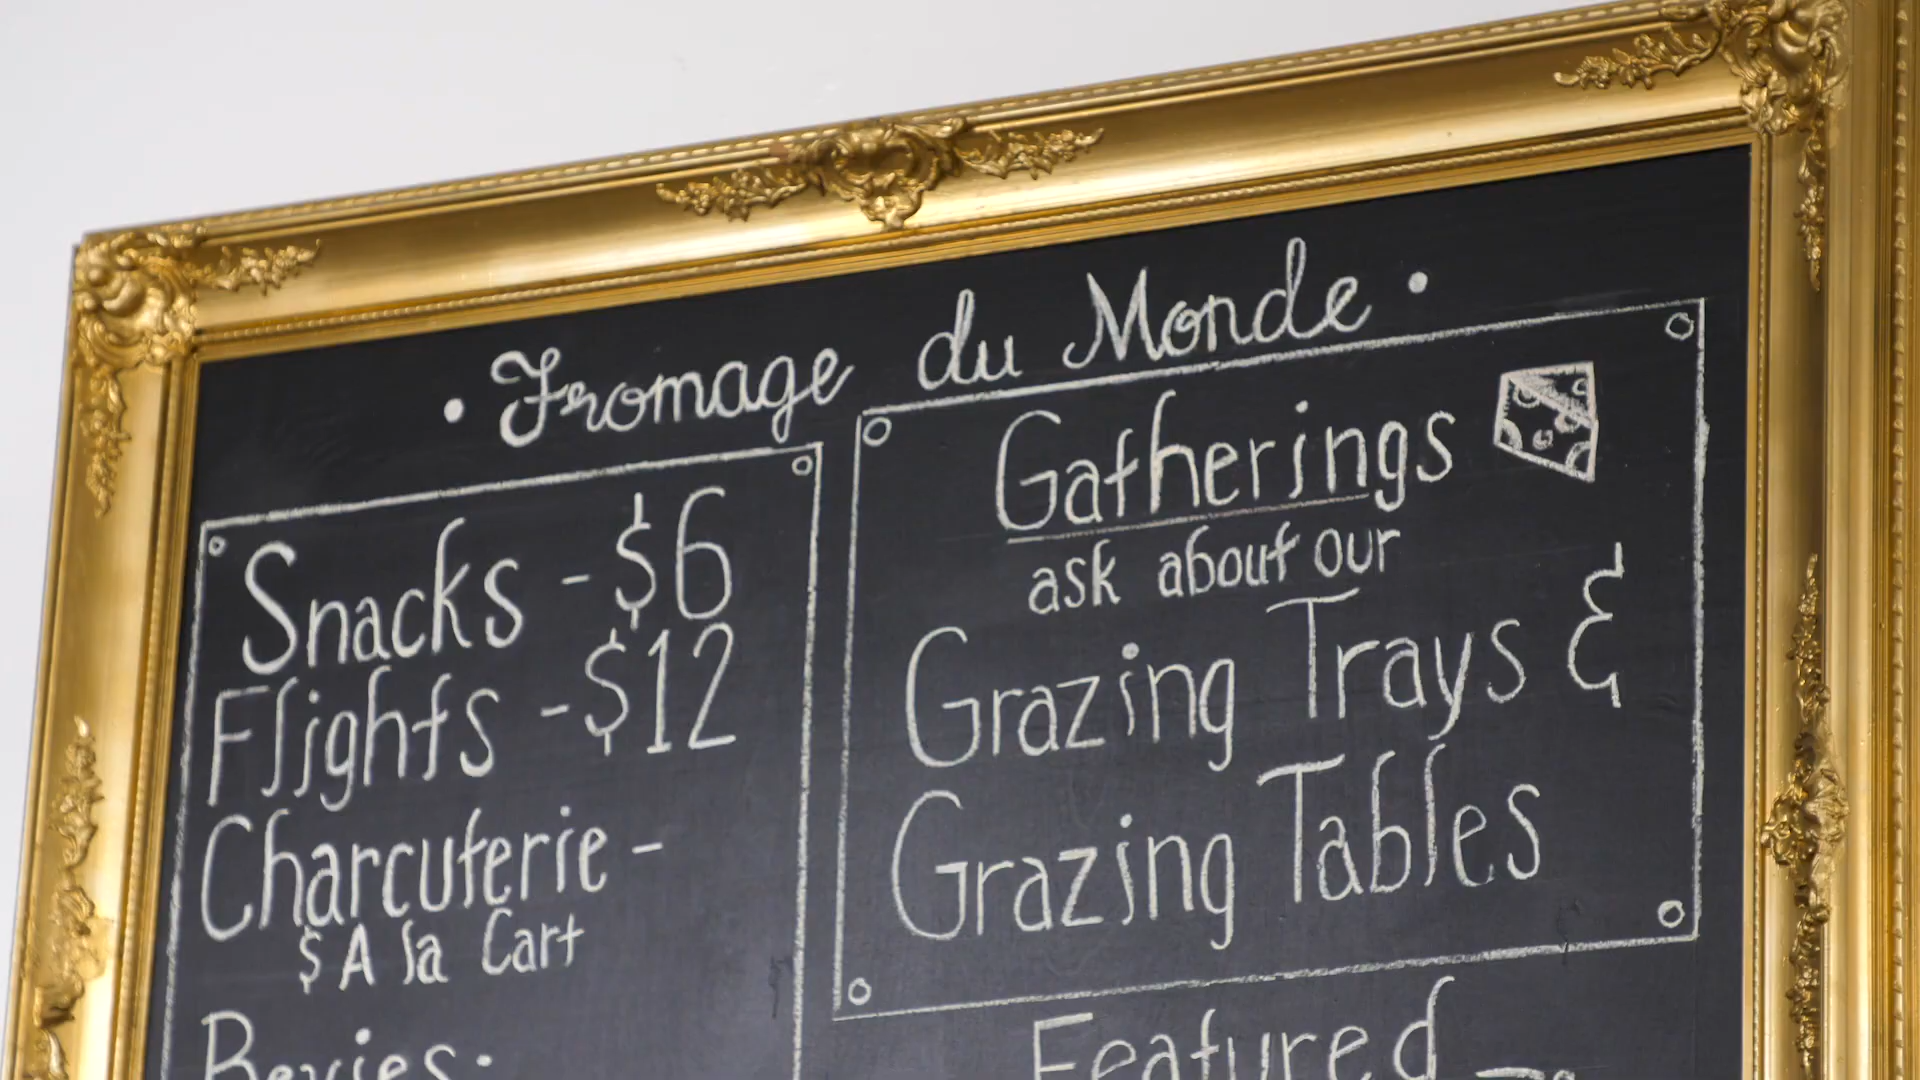 • Fromage du Monde •
Snacks - $6
Flights - $12
Charcuterie -
$ A la Cart
Bevies:
Gatherings
ask about our
Grazing Trays &
Grazing Tables
Featured